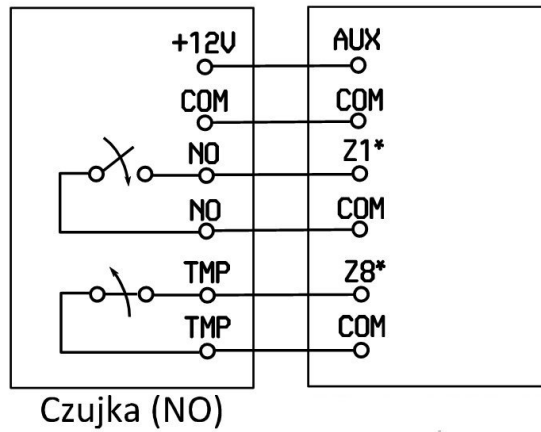 +12V AUX
COM COM
NO Z1*
NO COM
TMP Z8*
TMP COM
Czujka (NO)